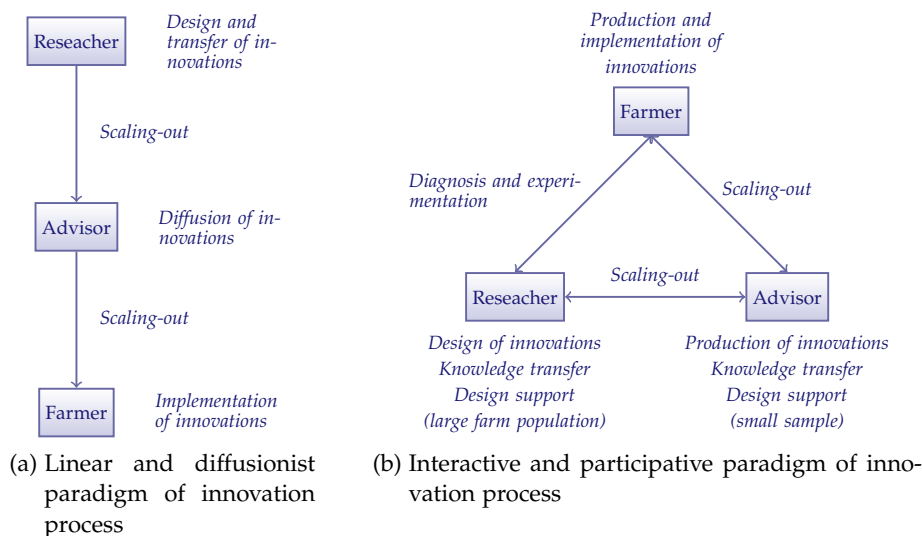 Reseacher
Design and
transfer of in-
novations
Scaling-out
Advisor
Diffusion of in-
novations
Scaling-out
Farmer
Implementation
of innovations
(a) Linear and diffusionist
paradigm of innovation
process
Production and
implementation of
innovations
Farmer
Diagnosis and experi-
mentation
Scaling-out
Reseacher
Scaling-out
Advisor
Design of innovations
Knowledge transfer
Design support
(large farm population)
Production of innovations
Knowledge transfer
Design support
(small sample)
(b) Interactive and participative paradigm of inno-
vation process